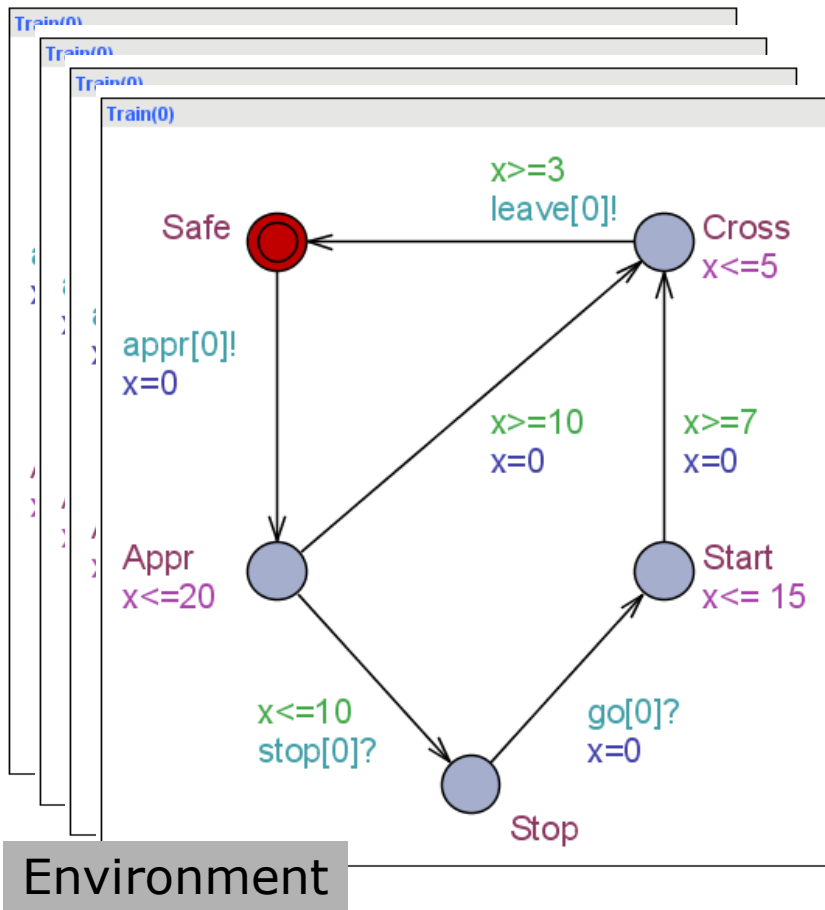 Train(0)
Train(0)
Train(0)
Train(0)
x>=3
leave[0]!
Safe
Cross
x<=5
appr[0]!
x=0
x>=10
x=0
x>=7
x=0
Appr
x<=20
Start
x<= 15
x<=10
stop[0]?
go[0]?
x=0
Stop
Environment